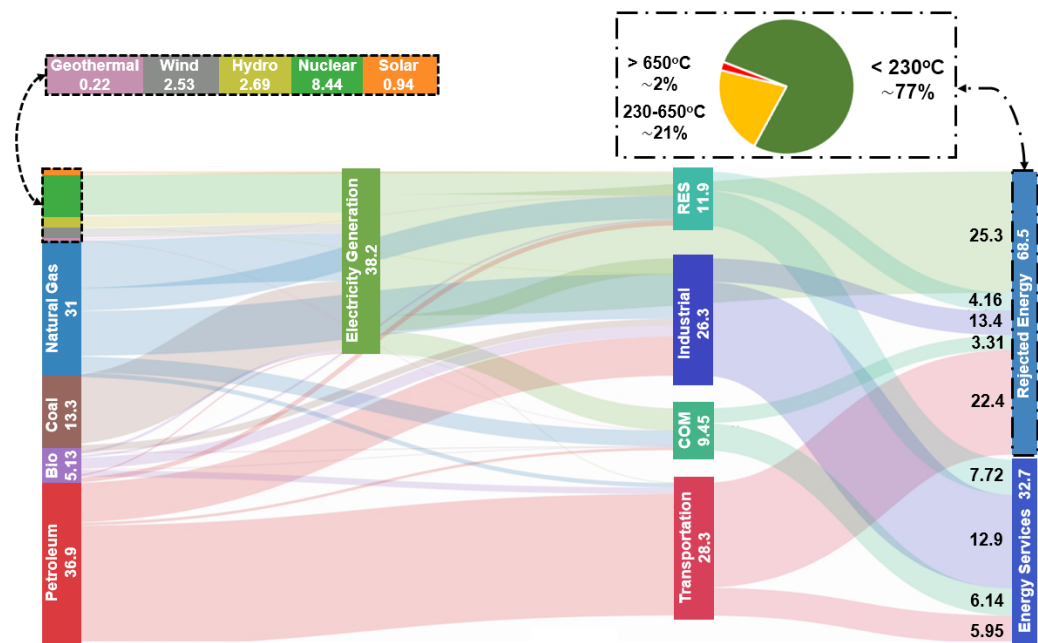 Geothermal
0.22
Wind
2.53
Hydro
2.69
Nuclear
8.44
Solar
0.94
> 650ºC
~2%
230-650ºC
~21%
< 230ºC
~77%
Natural Gas
31
Coal
13.3
Bio
5.13
Petroleum
36.9
Electricity Generation
38.2
RES
11.9
Industrial
26.3
COM
9.45
Transportation
28.3
25.3
4.16
13.4
3.31
22.4
7.72
12.9
6.14
5.95
Rejected Energy 68.5
Energy Services 32.7